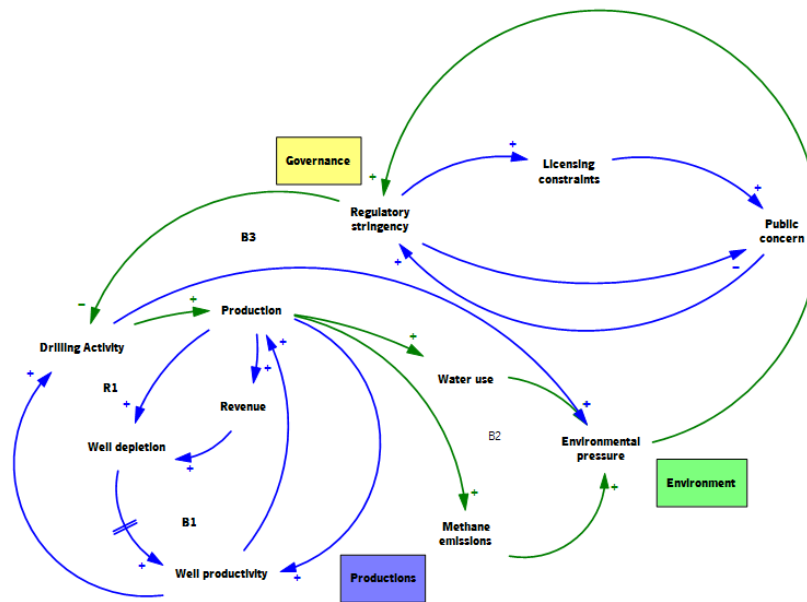 Governance
Licensing
constraints
Regulatory
stringency
Public
concern
B3
Production
Drilling Activity
R1
Revenue
Water use
Well depletion
B2
Environmental
pressure
Environment
B1
Methane
emissions
Well productivity
Productions
+
+
+
+
+
−
−
+
+
+
+
+
+
+
+
+
+
+
+
+